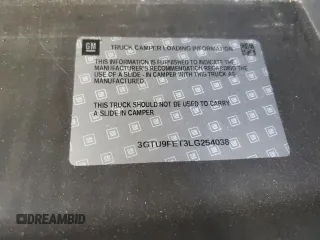 GM
TRUCK CAMPER LOADING INFORMATION
THIS INFORMATION IS FURNISHED TO INDICATE THE
MANUFACTURER'S RECOMMENDATION REGARDING THE
USE OF A SLIDE - IN CAMPER WITH THIS TRUCK AS
MANUFACTURED.
THIS TRUCK SHOULD NOT BE USED TO CARRY
A SLIDE IN CAMPER.
3GTU9FET3LG254038
DREAMBID